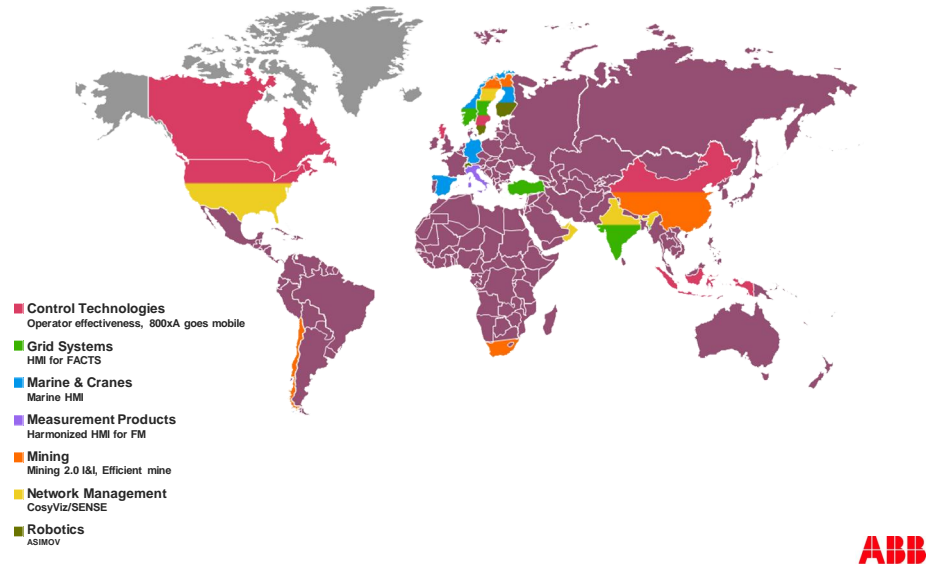 Control Technologies
Operator effectiveness, 800xA goes mobile
Grid Systems
HMI for FACTS
Marine & Cranes
Marine HMI
Measurement Products
Harmonized HMI for FM
Mining
Mining 2.0 I&I, Efficient mine
Network Management
CosyViz/SENSE
Robotics
ASIMOV
ABB